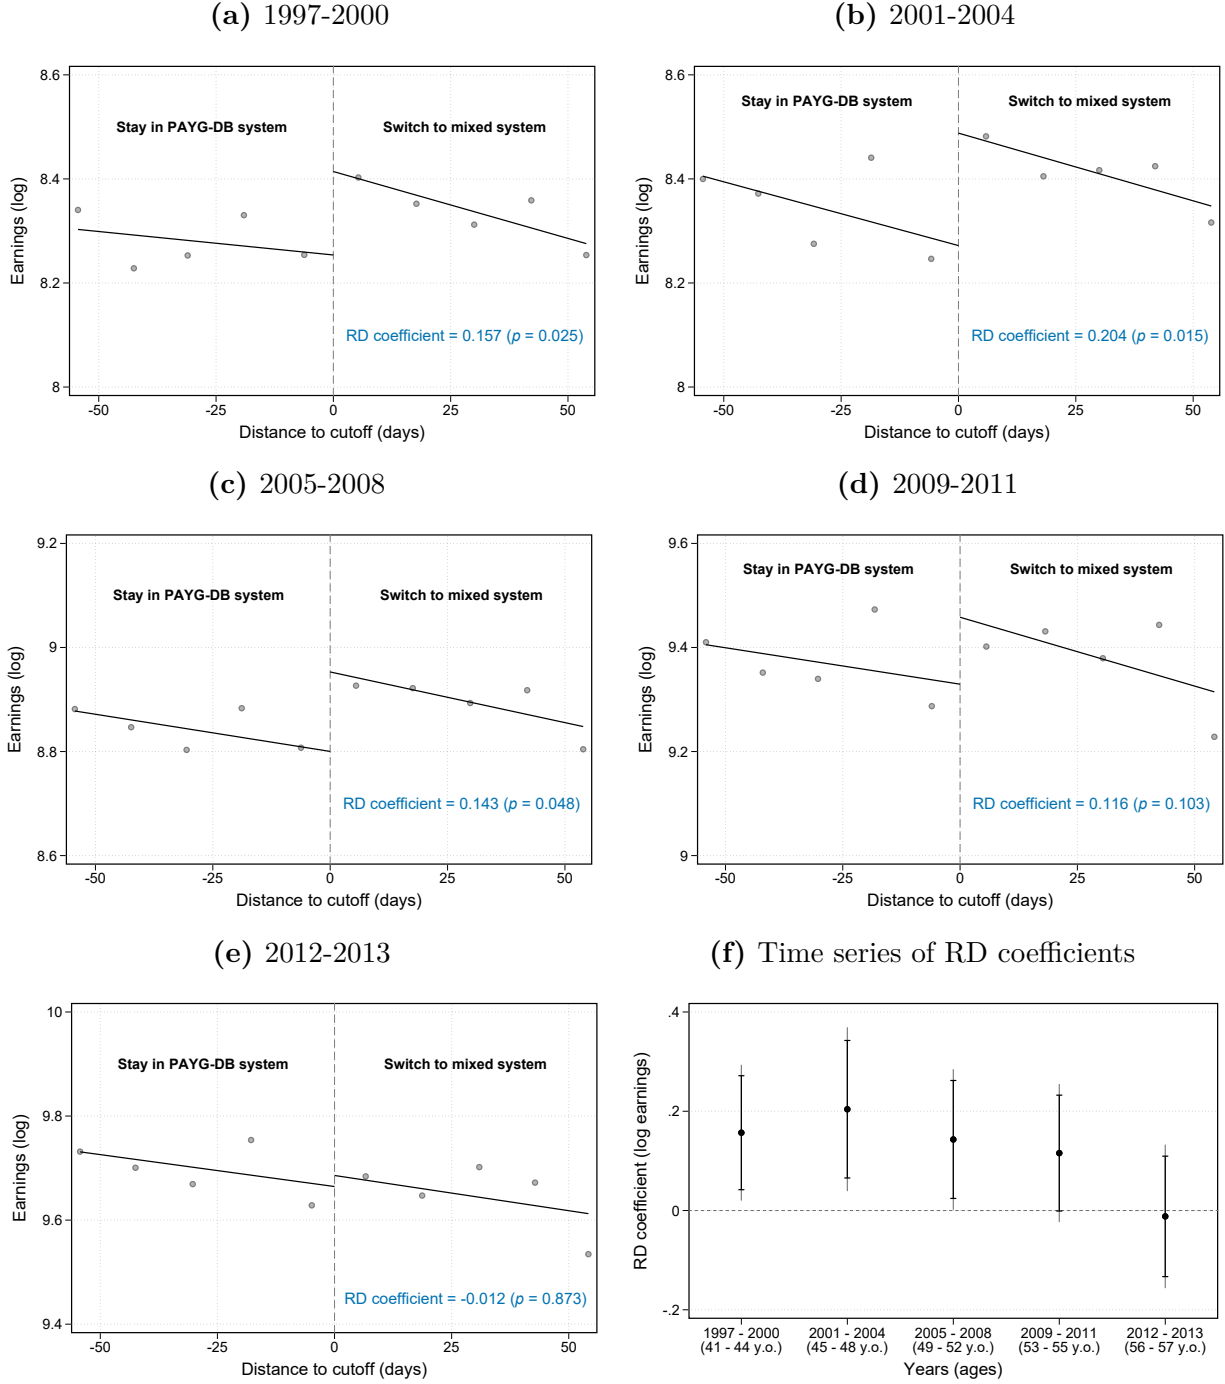 (a) 1997-2000
(b) 2001-2004
8.6
8.4
8.2
8
Earnings (log)
Stay in PAYG-DB system
Switch to mixed system
RD coefficient = 0.157 (p = 0.025)
-50
-25
0
25
50
Distance to cutoff (days)
8.6
8.4
8.2
8
Earnings (log)
Stay in PAYG-DB system
Switch to mixed system
RD coefficient = 0.204 (p = 0.015)
-50
-25
0
25
50
Distance to cutoff (days)
(c) 2005-2008
(d) 2009-2011
9.2
9
8.8
8.6
Earnings (log)
Stay in PAYG-DB system
Switch to mixed system
RD coefficient = 0.143 (p = 0.048)
-50
-25
0
25
50
Distance to cutoff (days)
9.6
9.4
9.2
9
Earnings (log)
Stay in PAYG-DB system
Switch to mixed system
RD coefficient = 0.116 (p = 0.103)
-50
-25
0
25
50
Distance to cutoff (days)
(e) 2012-2013
(f) Time series of RD coefficients
10
9.8
9.6
9.4
Earnings (log)
Stay in PAYG-DB system
Switch to mixed system
RD coefficient = -0.012 (p = 0.873)
-50
-25
0
25
50
Distance to cutoff (days)
.4
.2
0
-.2
RD coefficient (log earnings)
1997 - 2000
(41 - 44 y.o.)
2001 - 2004
(45 - 48 y.o.)
2005 - 2008
(49 - 52 y.o.)
2009 - 2011
(53 - 55 y.o.)
2012 - 2013
(56 - 57 y.o.)
Years (ages)